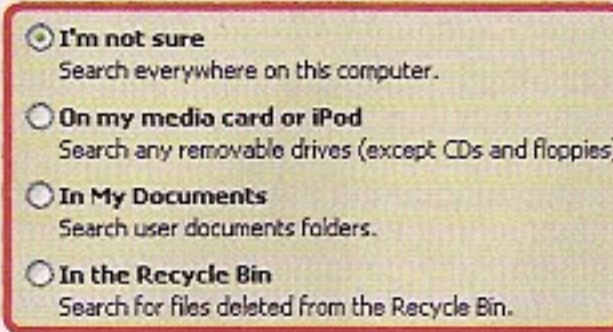 I'm not sure
Search everywhere on this computer.
On my media card or iPod
Search any removable drives (except CDs and floppies
In My Documents
Search user documents folders.
In the Recycle Bin
Search for files deleted from the Recycle Bin.